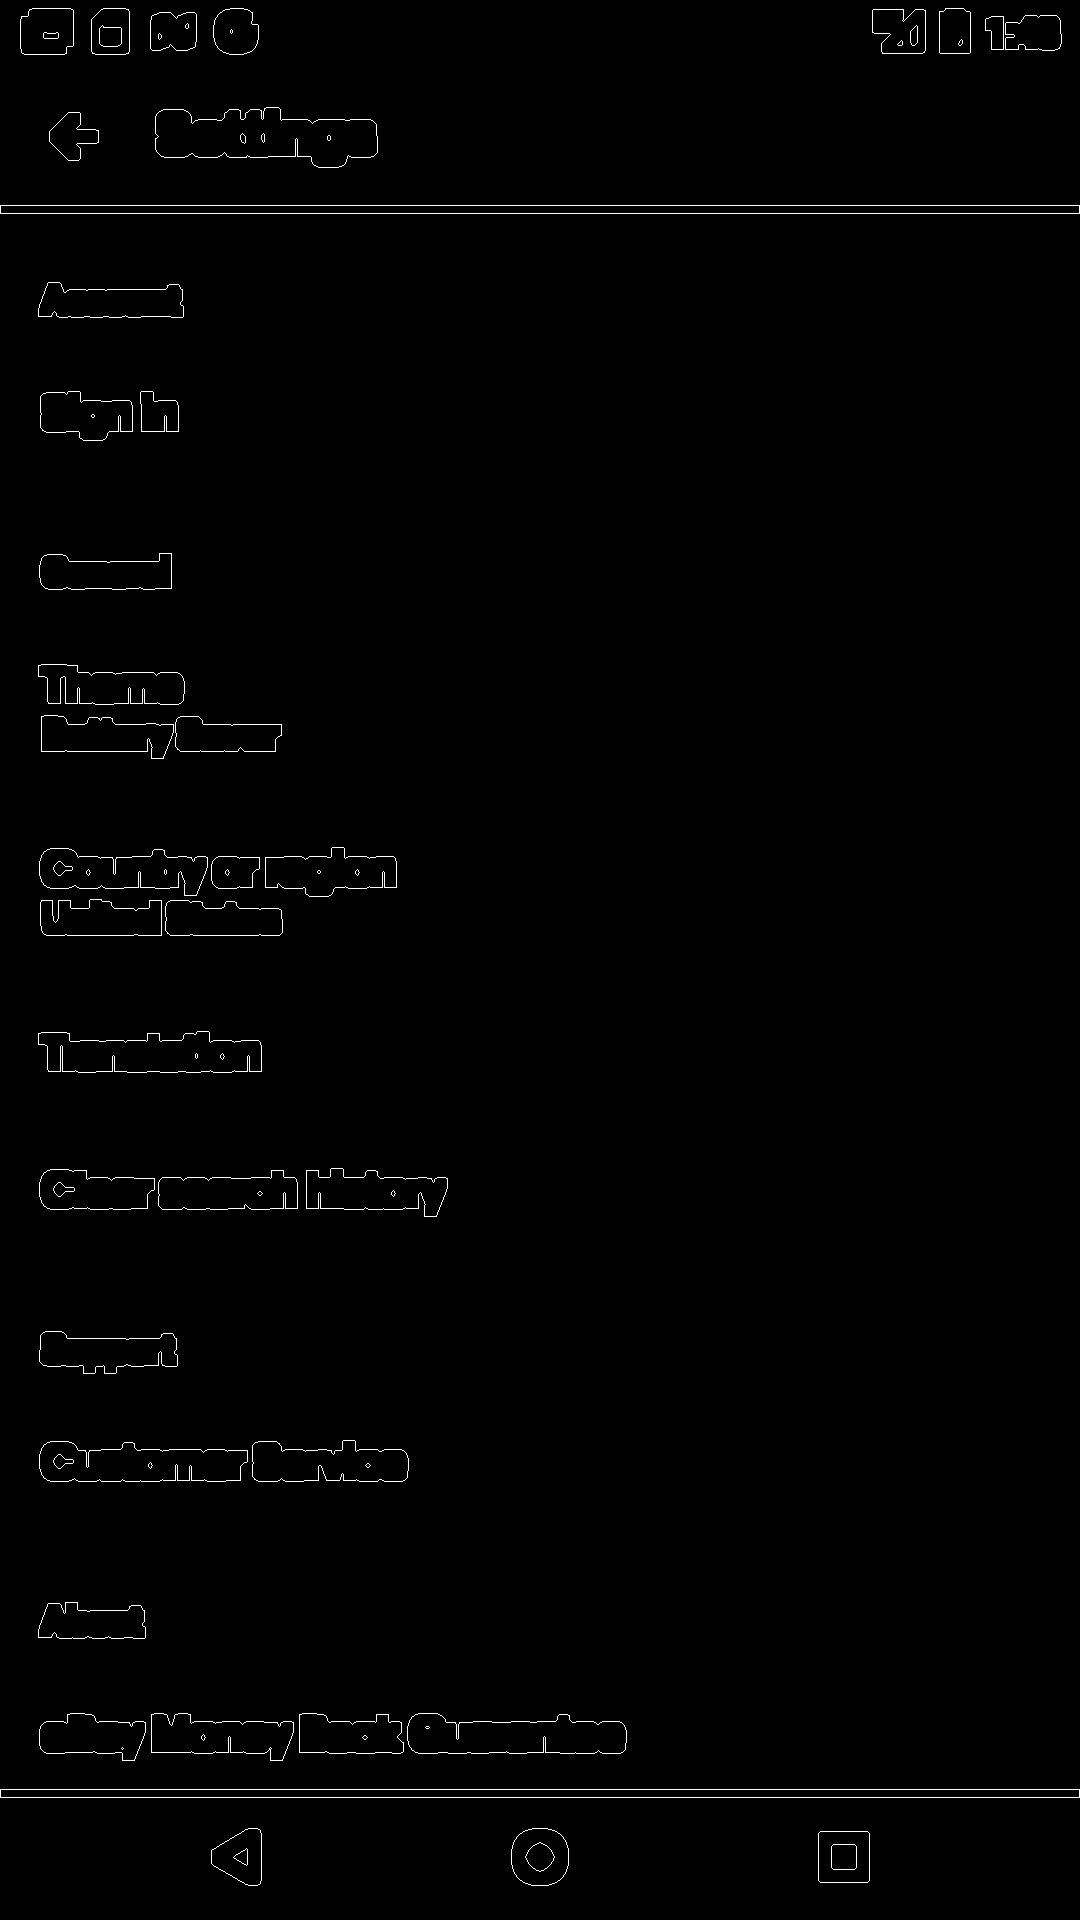 Settings
Account
Sign in
General
Theme
Battery Saver
Country or region
United States
Translation
Clear search history
Support
Customer Service
About
eBay Money Back Guarantee